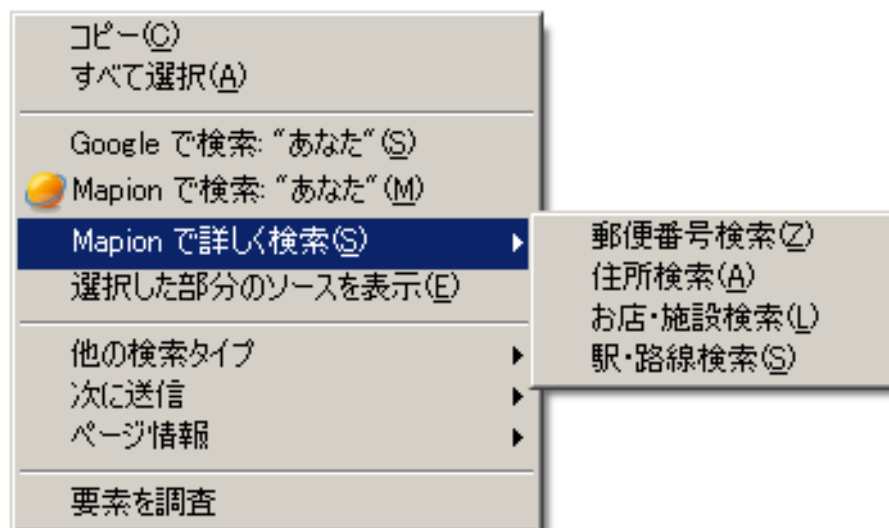 コピー(C)
すべて選択(A)
Google で検索: “あなた“(S)
Mapion で検索: “あなた“(M)
Mapion で詳しく検索(S)
選択した部分のソースを表示(E)
他の検索タイプ
次に送信
ページ情報
要素を調査
郵便番号検索(Z)
住所検索(A)
お店・施設検索(L)
駅・路線検索(S)